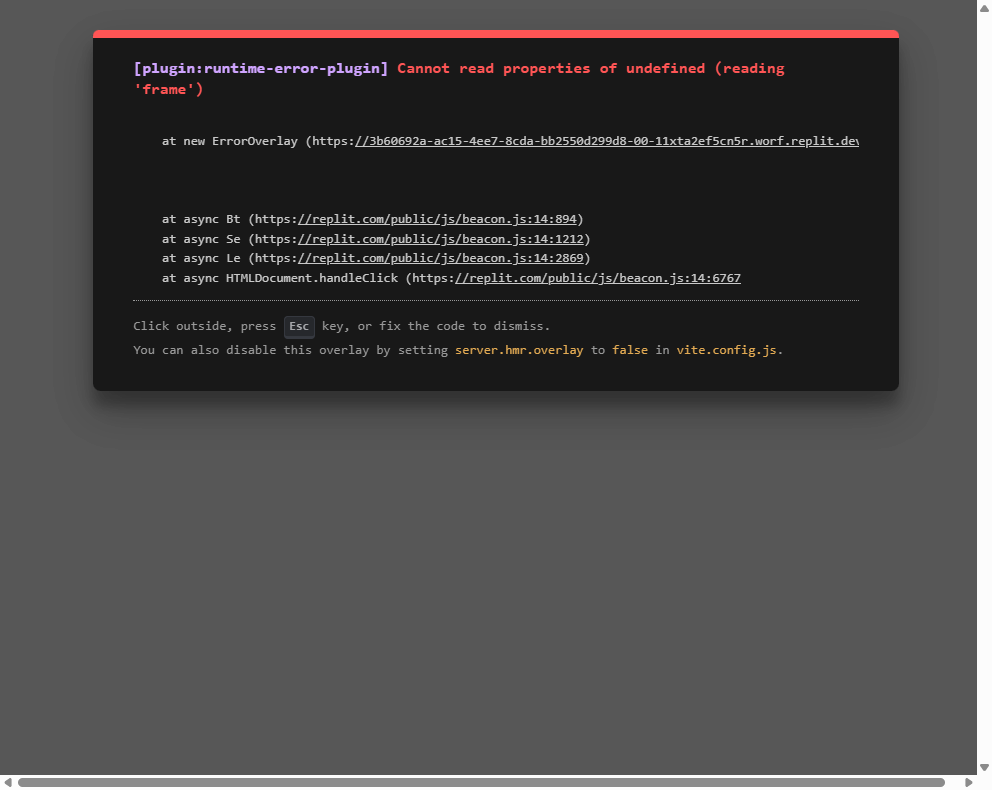 [plugin:runtime-error-plugin] Cannot read properties of undefined (reading
'frame')
at new ErrorOverlay (https://3b60692a-ac15-4ee7-8cda-bb2550d299d8-00-11xta2ef5cn5r.worf.replit.dev
at async Bt (https://replit.com/public/js/beacon.js:14:894)
at async Se (https://replit.com/public/js/beacon.js:14:1212)
at async Le (https://replit.com/public/js/beacon.js:14:2869)
at async HTMLDocument.handleClick (https://replit.com/public/js/beacon.js:14:6767
Click outside, press Esc key, or fix the code to dismiss.
You can also disable this overlay by setting server.hmr.overlay to false in vite.config.js.